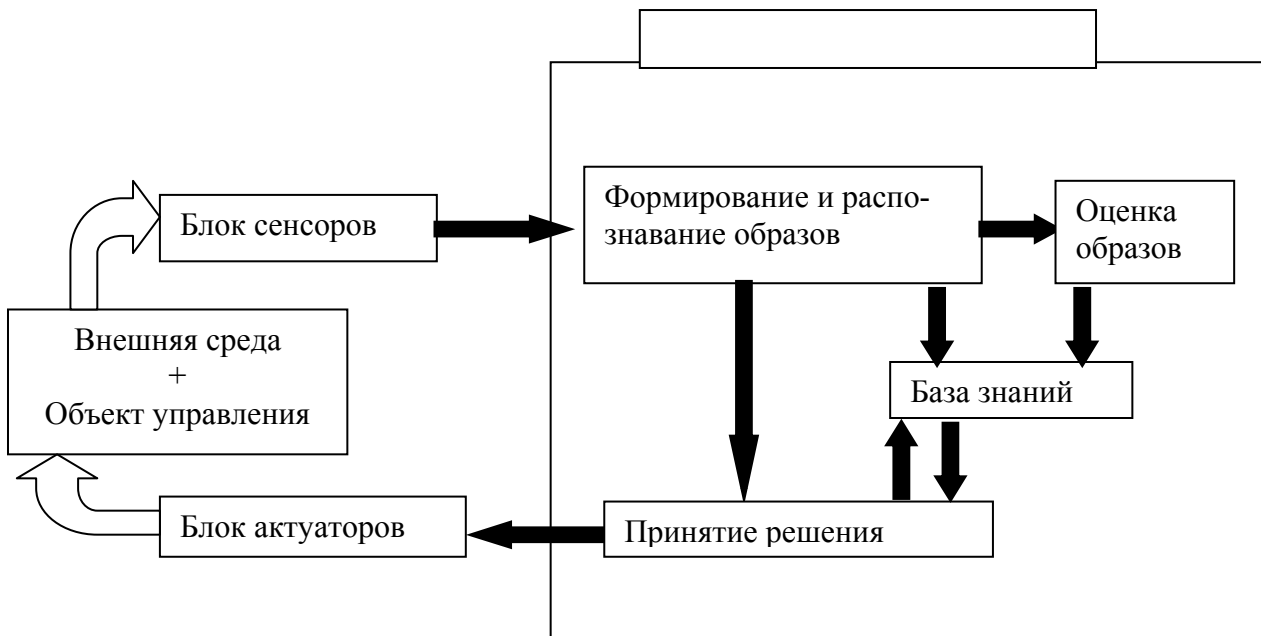 Блок сенсоров
Формирование и распо-
знавание образов
Оценка
образов
Внешняя среда
+
Объект управления
База знаний
Блок актуаторов
Принятие решения